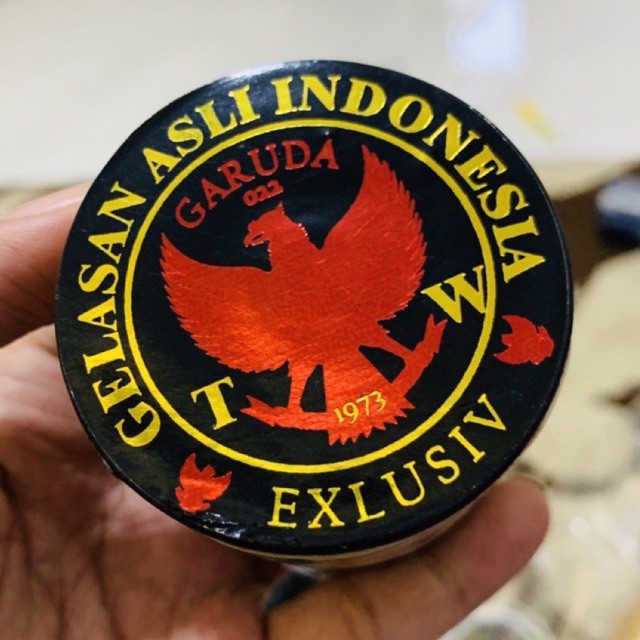 GELASAN ASLI INDONESIA
GARUDA
022
T W
1973
EXLUSIV